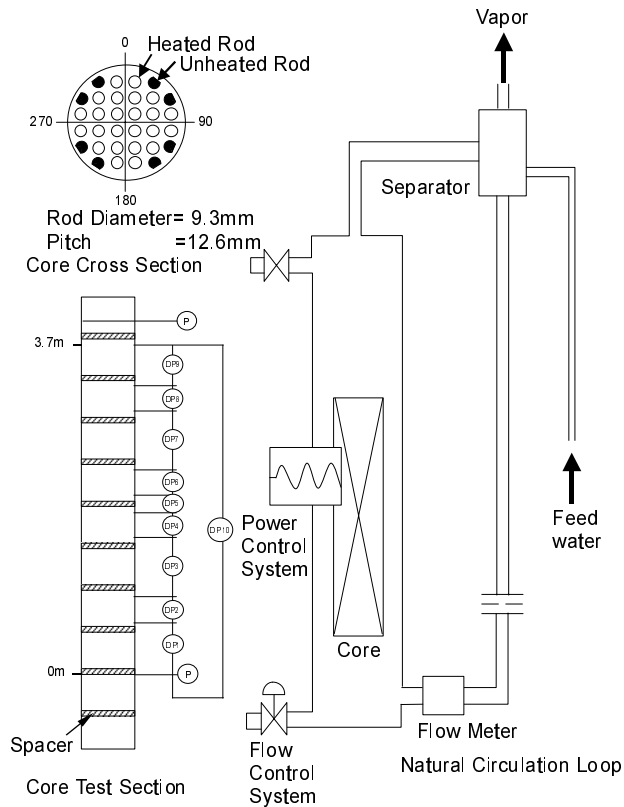 Vapor
0
Heated Rod
Unheated Rod
270
90
180
Separator
Rod Diameter= 9.3mm
Pitch =12.6mm
Core Cross Section
P
3.7m
DP9
DP8
DP7
DP6
DP5
DP4
DP10
DP3
DP2
DP1
0m
P
Power
Control
System
Feed
water
Core
Spacer
Flow
Control
System
Flow Meter
Natural Circulation Loop
Core Test Section